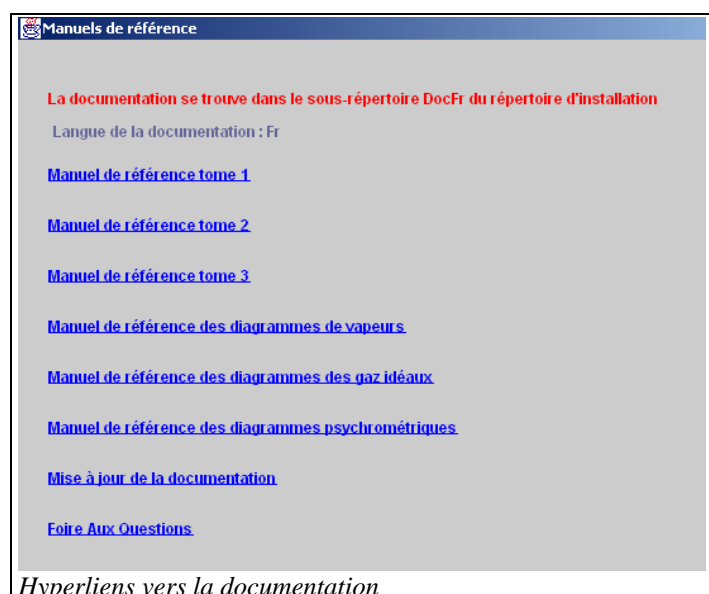 Manuels de référence
La documentation se trouve dans le sous-répertoire DocFr du répertoire d'installation
Langue de la documentation : Fr
Manuel de référence tome 1
Manuel de référence tome 2
Manuel de référence tome 3
Manuel de référence des diagrammes de vapeurs
Manuel de référence des diagrammes des gaz idéaux
Manuel de référence des diagrammes psychrométriques
Mise à jour de la documentation
Foire Aux Questions
Hyperliens vers la documentation